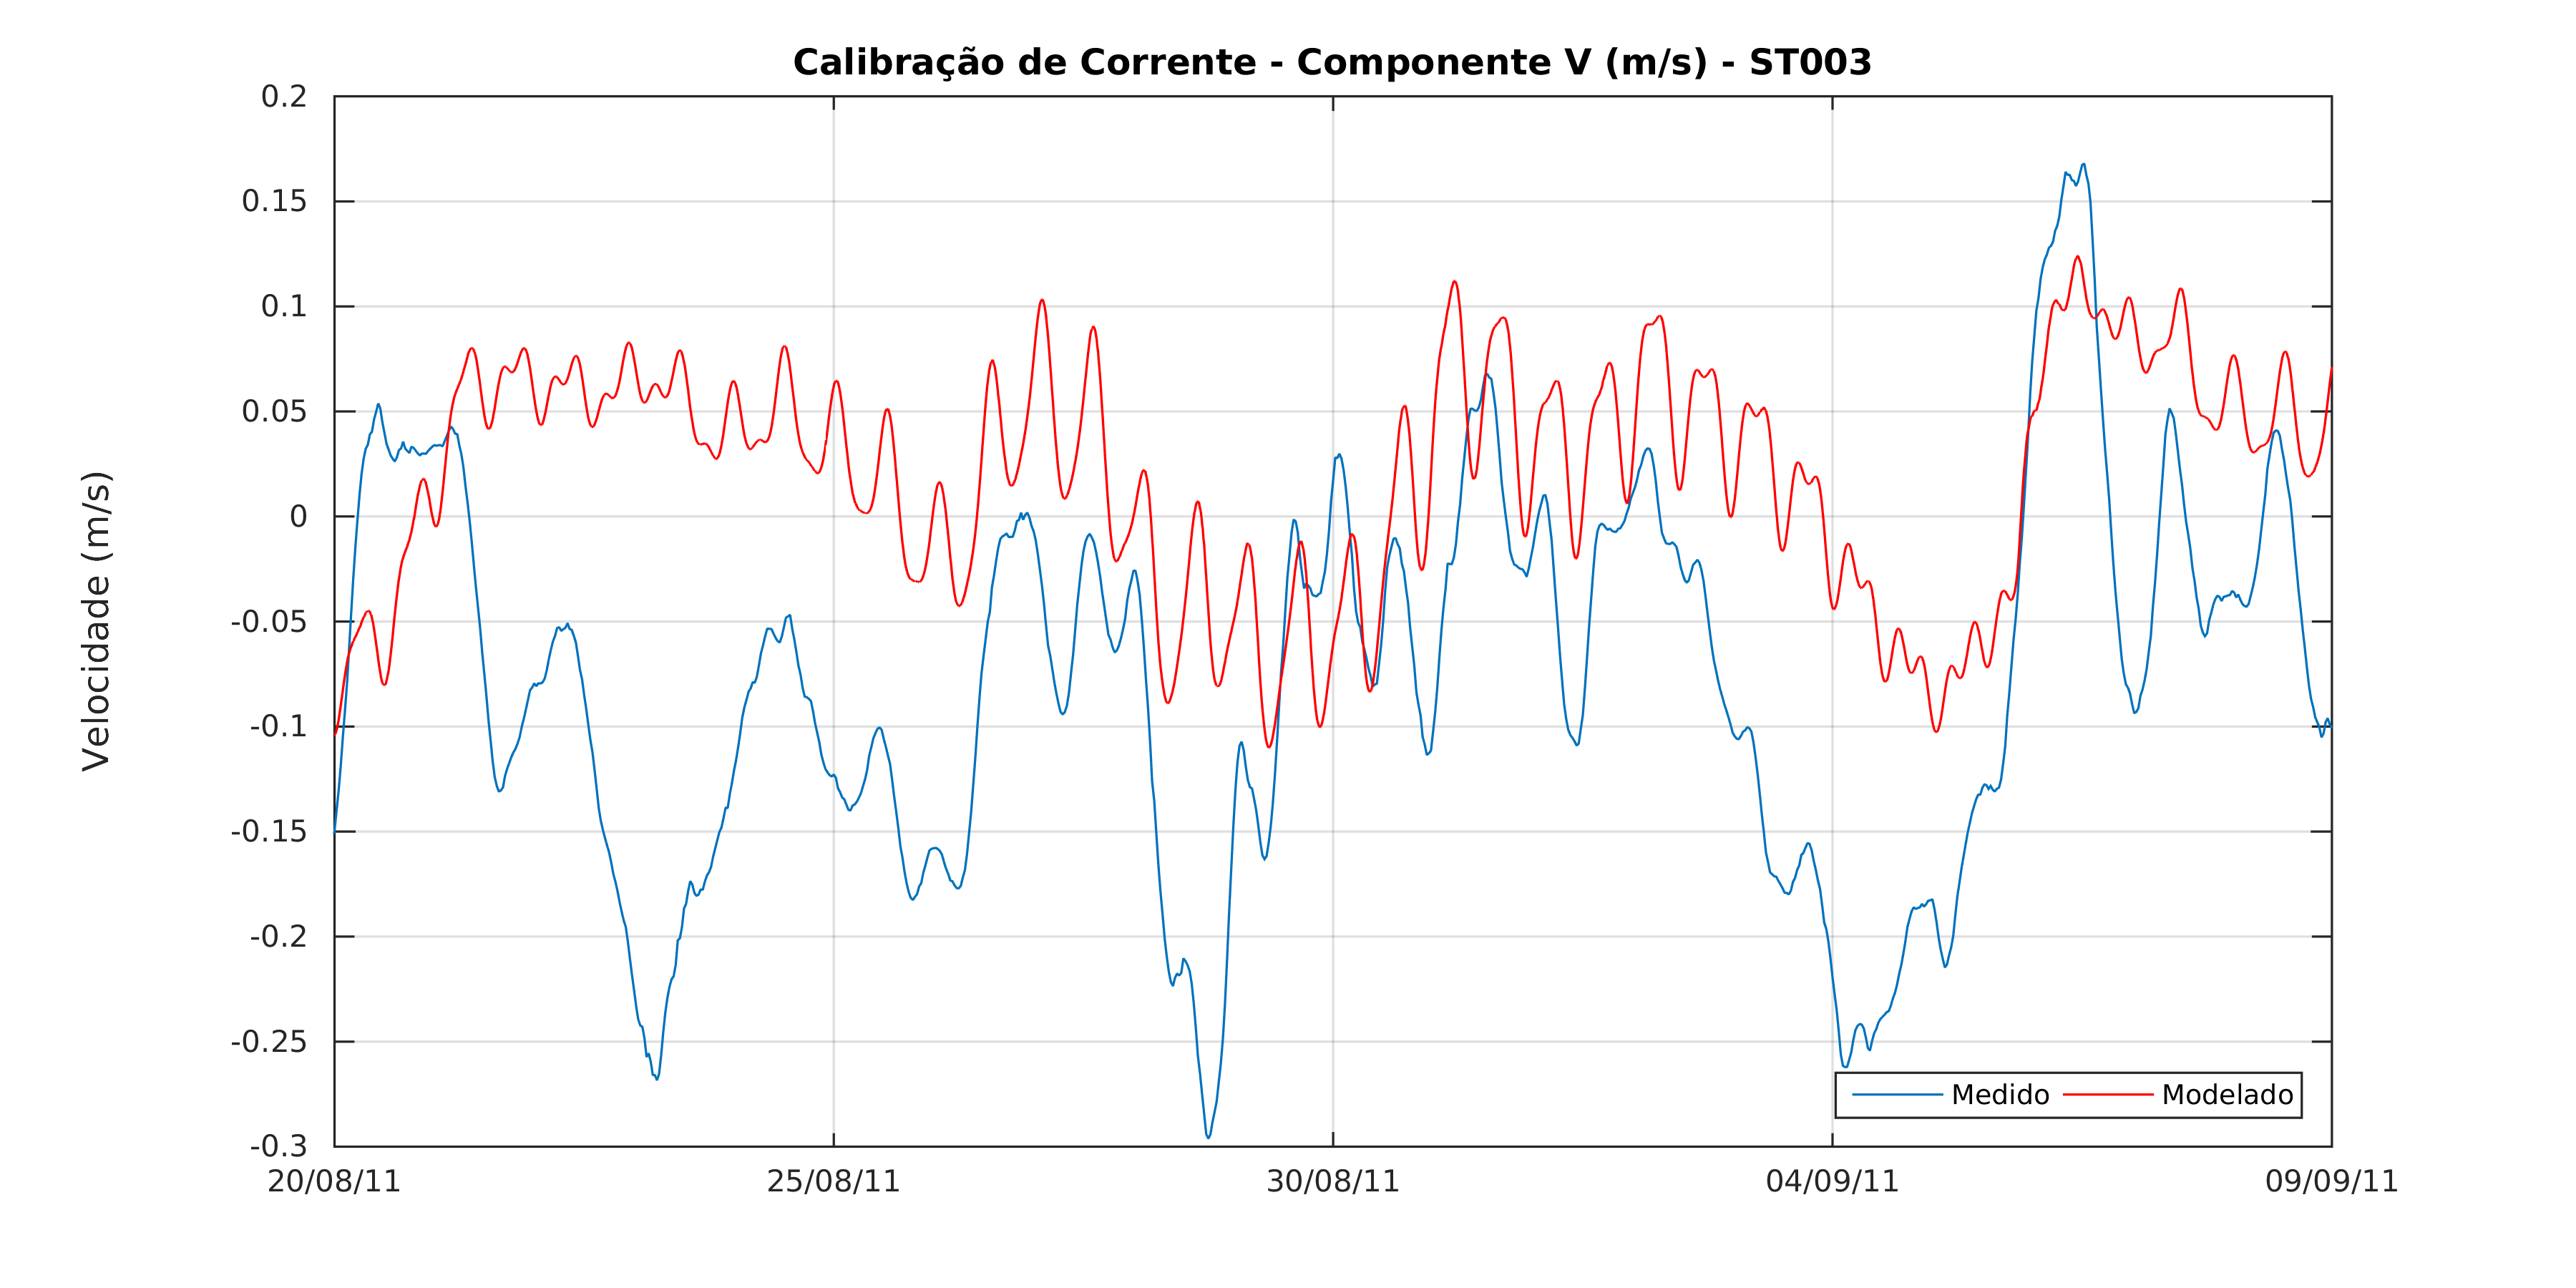 Calibração de Corrente - Componente V (m/s) - ST003
Velocidade (m/s)
0.2
0.15
0.1
0.05
0
-0.05
-0.1
-0.15
-0.2
-0.25
-0.3
20/08/11 25/08/11 30/08/11 04/09/11 09/09/11
Medido Modelado